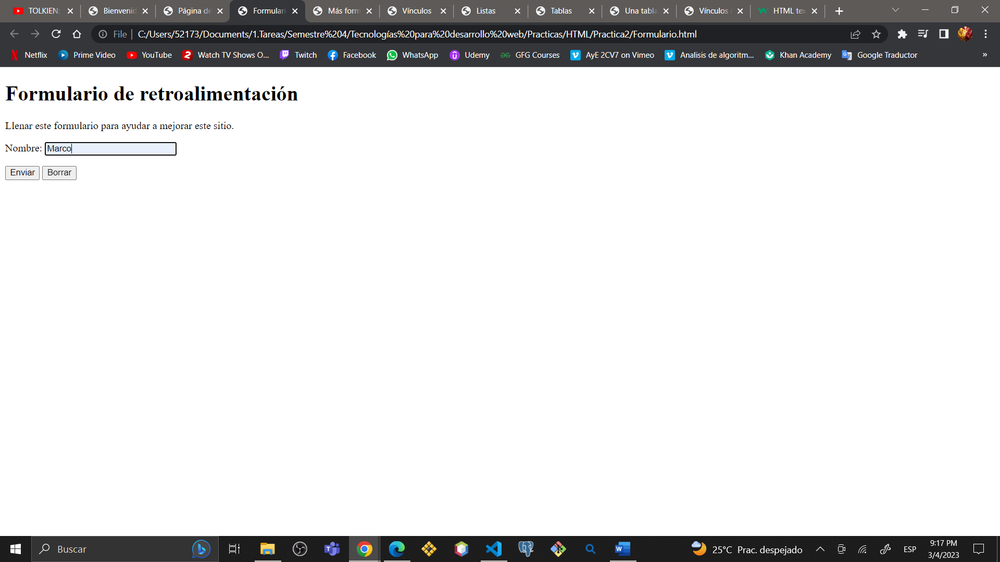 TOLKIEN: Bienvenid Página de Formulari Más form Vínculos Listas Tablas Una tabla Vínculos i HTML tex
File C:/Users/52173/Documents/1.Tareas/Semestre%204/Tecnologías%20para%20desarrollo%20web/Practicas/HTML/Practica2/Formulario.html
Netflix Prime Video YouTube Watch TV Shows O... Twitch Facebook WhatsApp Udemy GFG Courses AyE 2CV7 on Vimeo Analisis de algoritm... Khan Academy Google Traductor »
Formulario de retroalimentación
Llenar este formulario para ayudar a mejorar este sitio.
Nombre: Marco
Enviar Borrar
Buscar 25°C Prac. despejado ESP 9:17 PM
3/4/2023